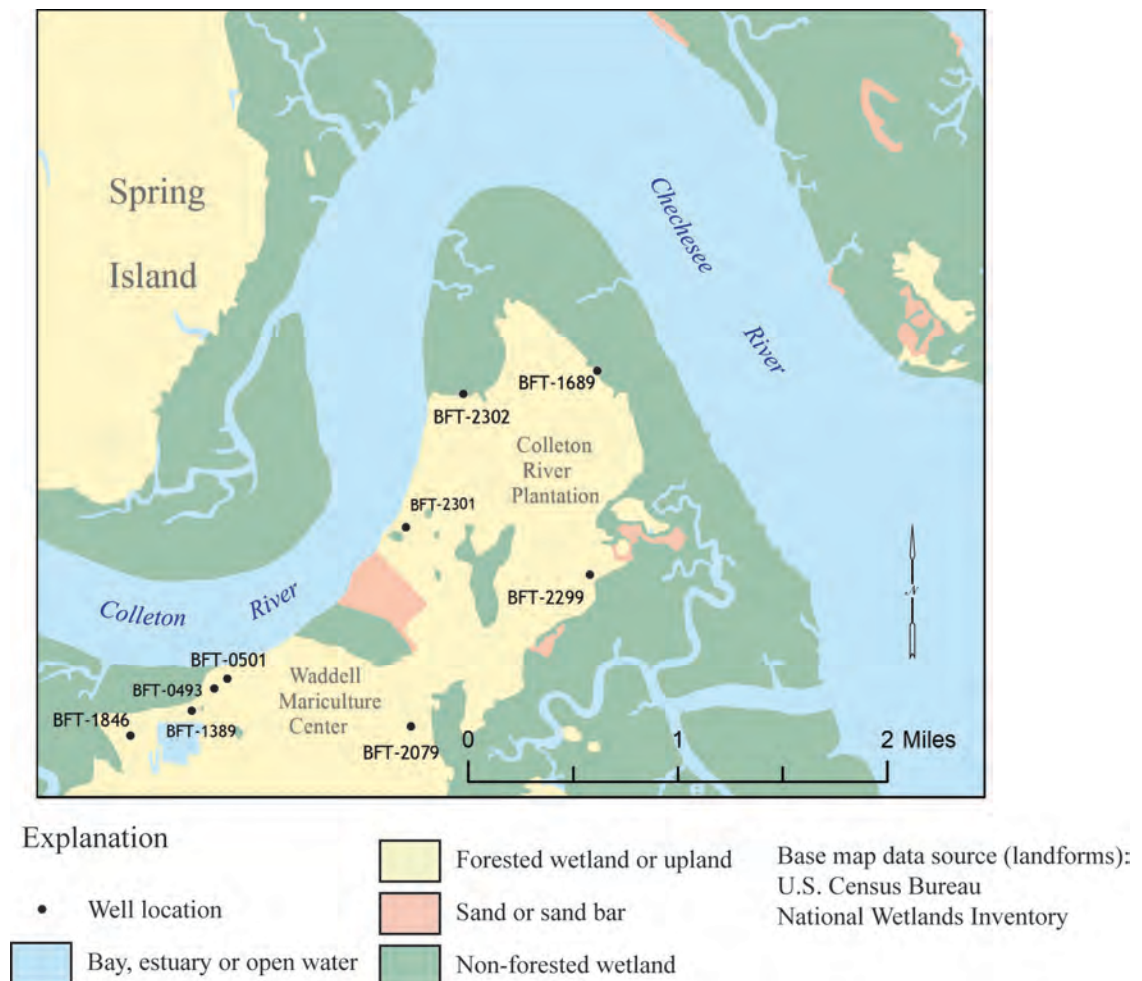 Spring
Island
Chechesee
River
BFT-1689
BFT-2302
Colleton
River
Plantation
BFT-2301
BFT-2299
N
Colleton River
BFT-0501
BFT-0493
Waddell
Mariculture
Center
BFT-1846
BFT-1389
BFT-2079
0 1 2 Miles
Explanation
Well location
Bay, estuary or open water
Forested wetland or upland
Sand or sand bar
Non-forested wetland
Base map data source (landforms):
U.S. Census Bureau
National Wetlands Inventory